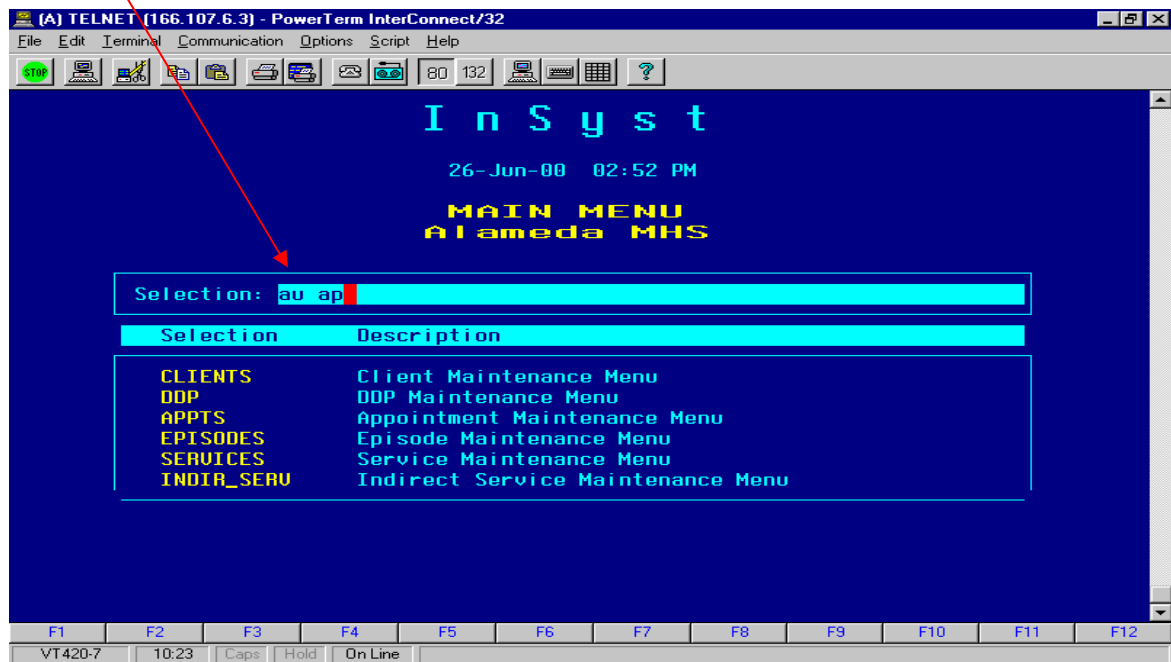 (A) TELNET (166.107.6.3) - PowerTerm InterConnect/32
File Edit Terminal Communication Options Script Help
STOP 80 132 ?
I n S y s t
26-Jun-00 02:52 PM
MAIN MENU
Alameda MHS
Selection: au ap
Selection Description
CLIENTS Client Maintenance Menu
DDP DDP Maintenance Menu
APPTS Appointment Maintenance Menu
EPISODES Episode Maintenance Menu
SERVICES Service Maintenance Menu
INDIR_SERV Indirect Service Maintenance Menu
F1 F2 F3 F4 F5 F6 F7 F8 F9 F10 F11 F12
VT420-7 10:23 Caps Hold On Line